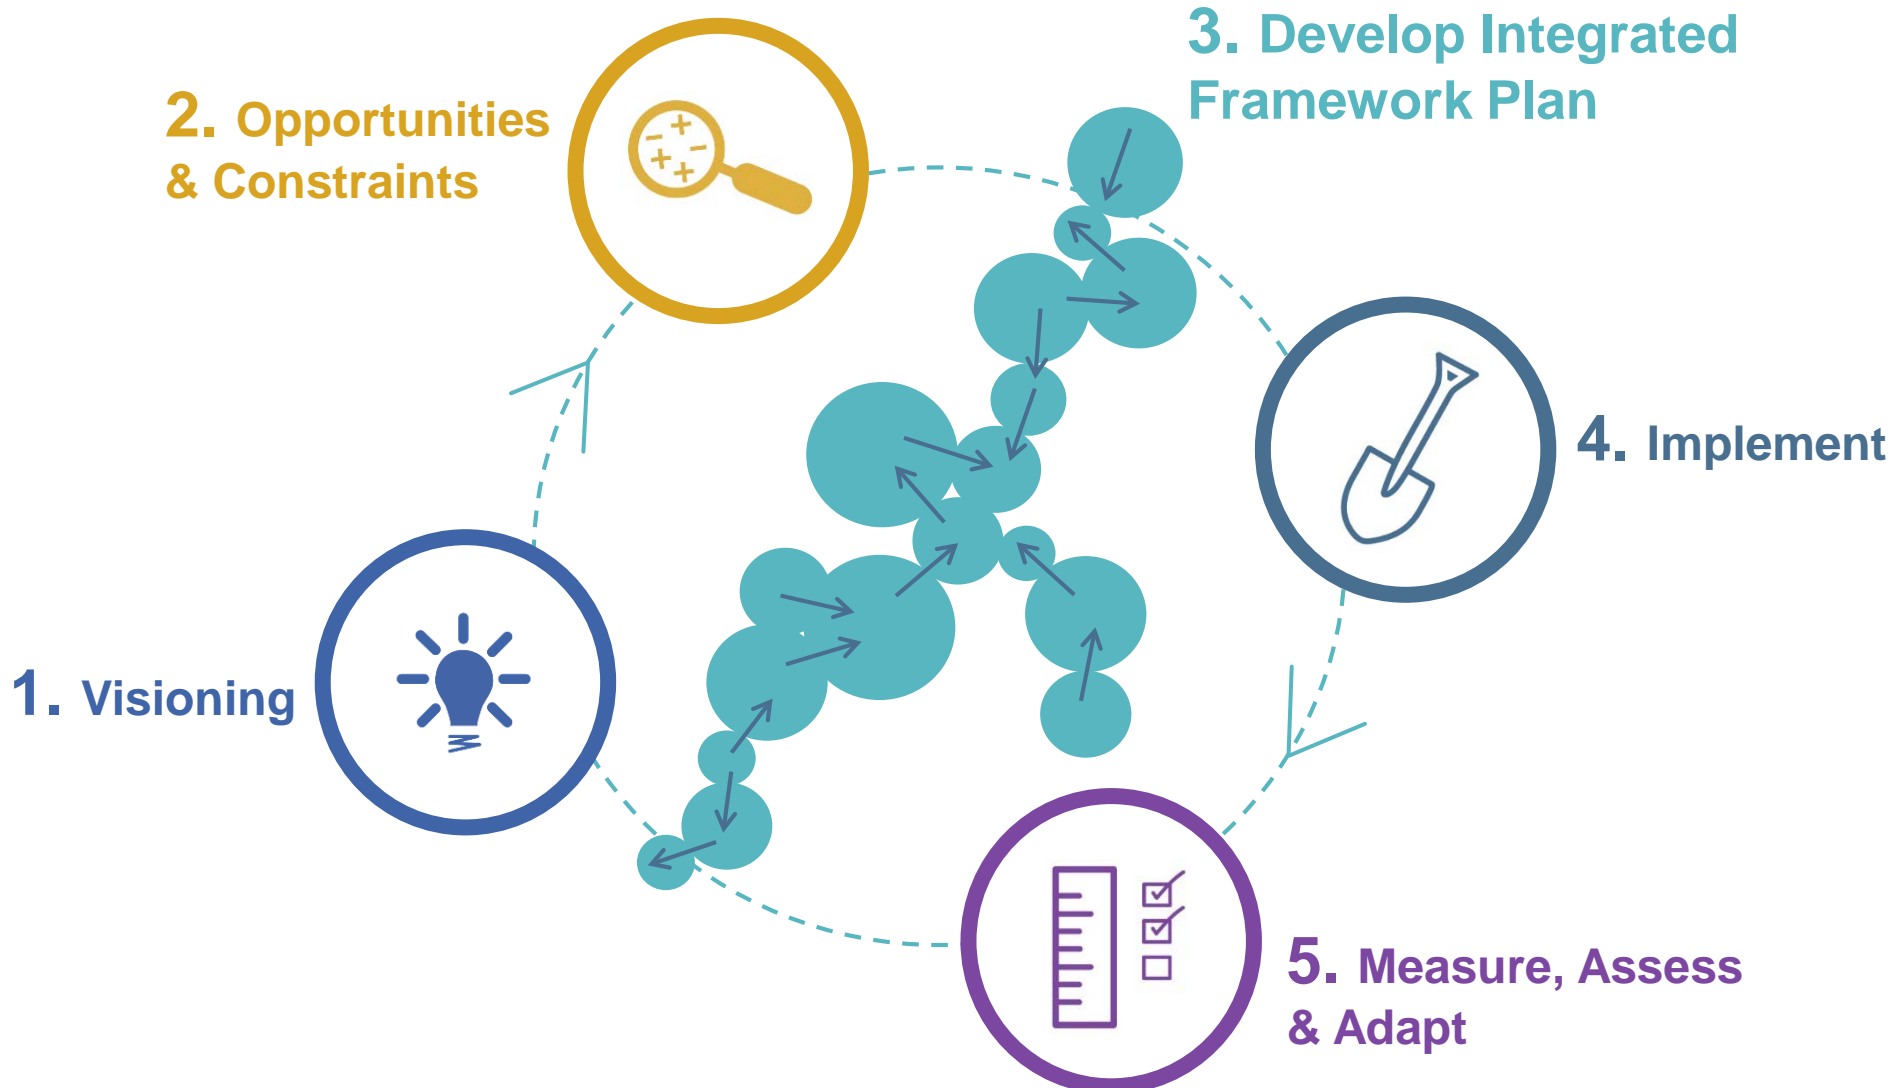 1. Visioning
2. Opportunities
& Constraints
3. Develop Integrated
Framework Plan
4. Implement
5. Measure, Assess
& Adapt